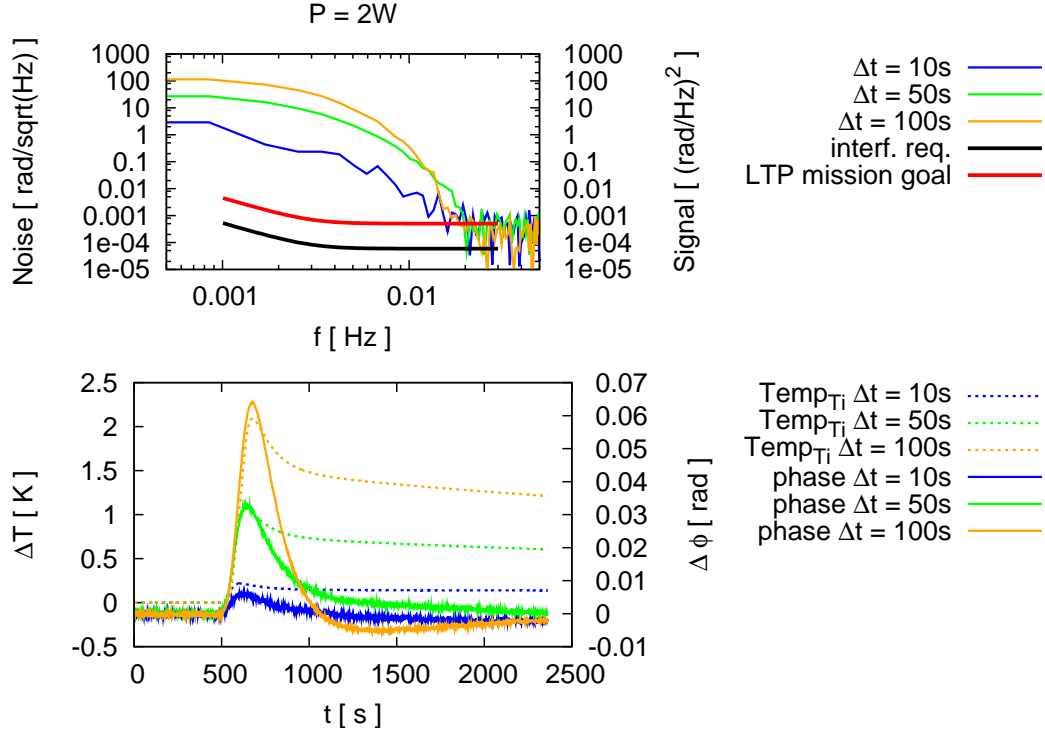 P = 2W
Noise [ rad/sqrt(Hz) ]
1000
100
10
1
0.1
0.01
0.001
1e-04
1e-05
0.001
0.01
f [ Hz ]
1000
100
10
1
0.1
0.01
0.001
1e-04
1e-05
Signal [ (rad/Hz)² ]
Δt = 10s
Δt = 50s
Δt = 100s
interf. req.
LTP mission goal
ΔT [ K ]
2.5
2
1.5
1
0.5
0
-0.5
0
500
1000
1500
2000
2500
t [ s ]
0.07
0.06
0.05
0.04
0.03
0.02
0.01
0
-0.01
Δ ϕ [ rad ]
Temp_Ti Δt = 10s
Temp_Ti Δt = 50s
Temp_Ti Δt = 100s
phase Δt = 10s
phase Δt = 50s
phase Δt = 100s